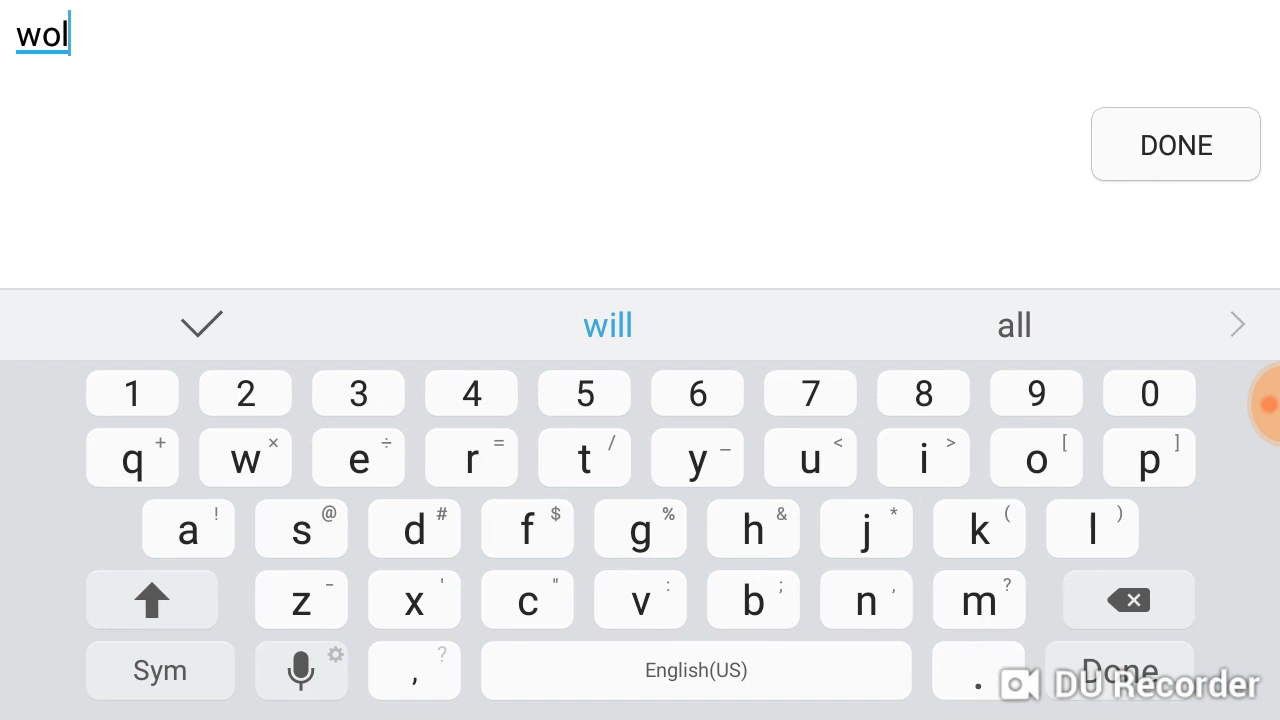 wol
DONE
will all
1 2 3 4 5 6 7 8 9 0
q + w × e ÷ r = t / y _ u < i > o [ p ]
a ! s @ d # f $ g % h & j * k ( l )
z - x ' c " v : b ; n , m ?
Sym , ? English(US) . Done
DU Recorder